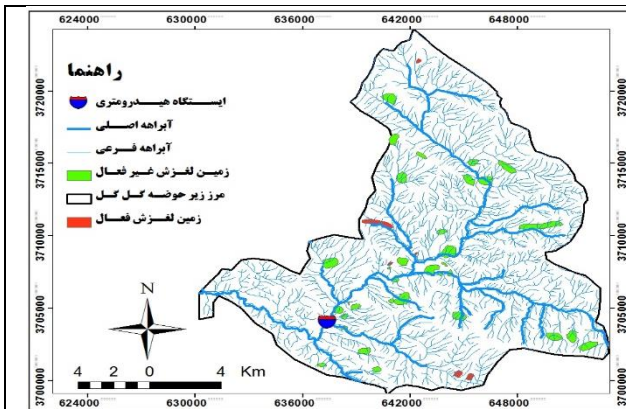 624000 630000 636000 642000 648000
راهنما
ایستگاه هیدرومتری
آبراهه اصلی
آبراهه فرعی
زمین لغزش غیر فعال
مرز زیر حوضه گل گل
زمین لغزش فعال
3720000
3715000
3710000
3705000
3700000
N
4 2 0 4 Km
624000 630000 636000 642000 648000